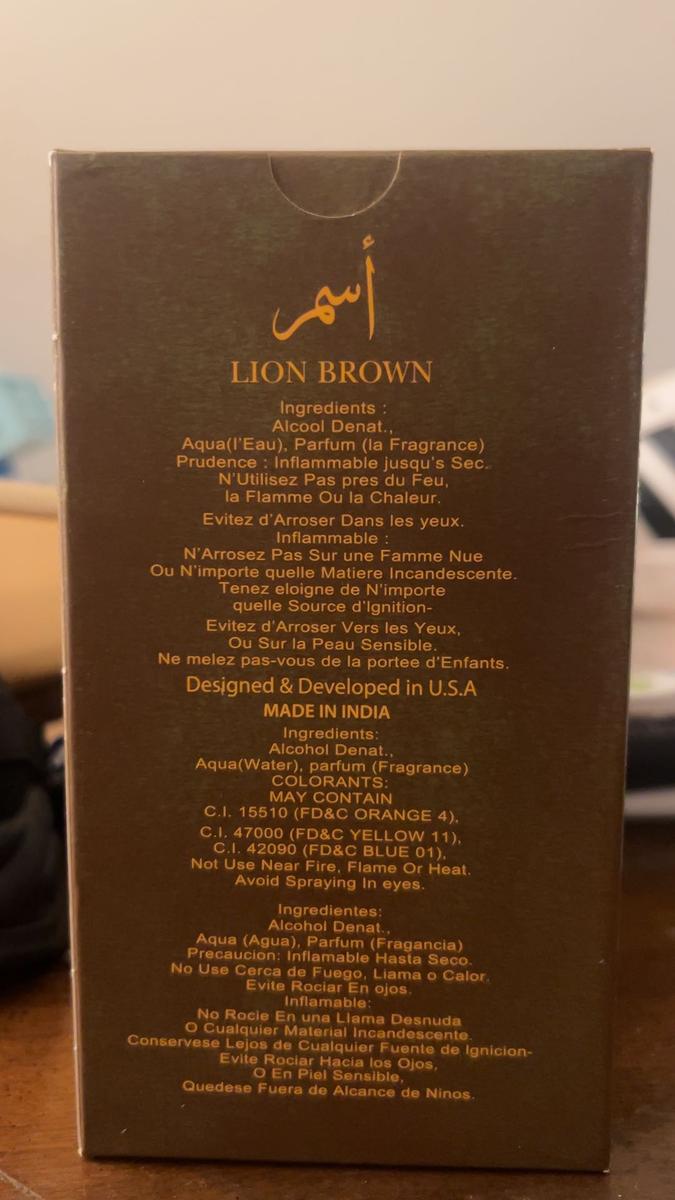 أسمر
LION BROWN
Ingredients :
Alcool Denat.,
Aqua(l'Eau), Parfum (la Fragrance)
Prudence : Inflammable jusqu's Sec.
N'Utilisez Pas pres du Feu,
la Flamme Ou la Chaleur.
Evitez d'Arroser Dans les yeux.
Inflammable :
N'Arrosez Pas Sur une Famme Nue
Ou N'importe quelle Matiere Incandescente.
Tenez eloigne de N'importe
quelle Source d'Ignition-
Evitez d'Arroser Vers les Yeux,
Ou Sur la Peau Sensible.
Ne melez pas-vous de la portee d'Enfants.
Designed & Developed in U.S.A
MADE IN INDIA
Ingredients:
Alcohol Denat.,
Aqua(Water), parfum (Fragrance)
COLORANTS:
MAY CONTAIN
C.I. 15510 (FD&C ORANGE 4),
C.I. 47000 (FD&C YELLOW 11),
C.I. 42090 (FD&C BLUE 01),
Not Use Near Fire, Flame Or Heat.
Avoid Spraying In eyes.
Ingredientes:
Alcohol Denat.,
Aqua (Agua), Parfum (Fragancia)
Precaucion: Inflamable Hasta Seco.
No Use Cerca de Fuego, Liama o Calor.
Evite Rociar En ojos.
Inflamable:
No Rocie En una Llama Desnuda
O Cualquier Material Incandescente.
Conservese Lejos de Cualquier Fuente de Ignicion-
Evite Rociar Hacia los Ojos,
O En Piel Sensible,
Quedese Fuera de Alcance de Ninos.